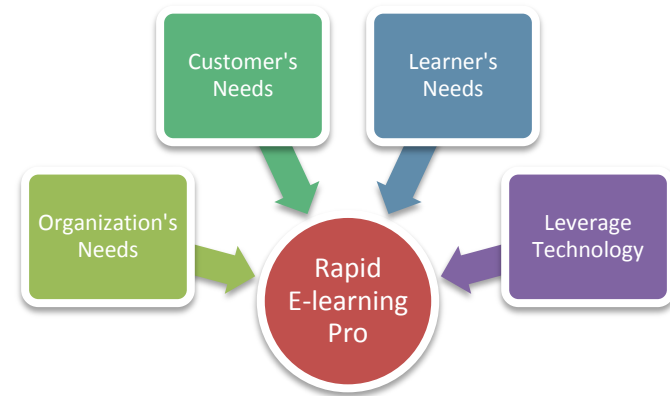 Customer's
Needs
Learner's
Needs
Organization's
Needs
Leverage
Technology
Rapid
E-learning
Pro